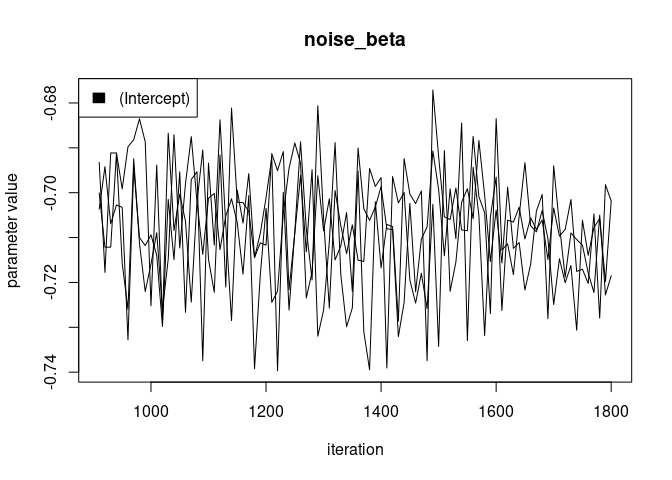 noise_beta
(Intercept)
-0.68
-0.70
-0.72
-0.74
parameter value
1000 1200 1400 1600 1800
iteration